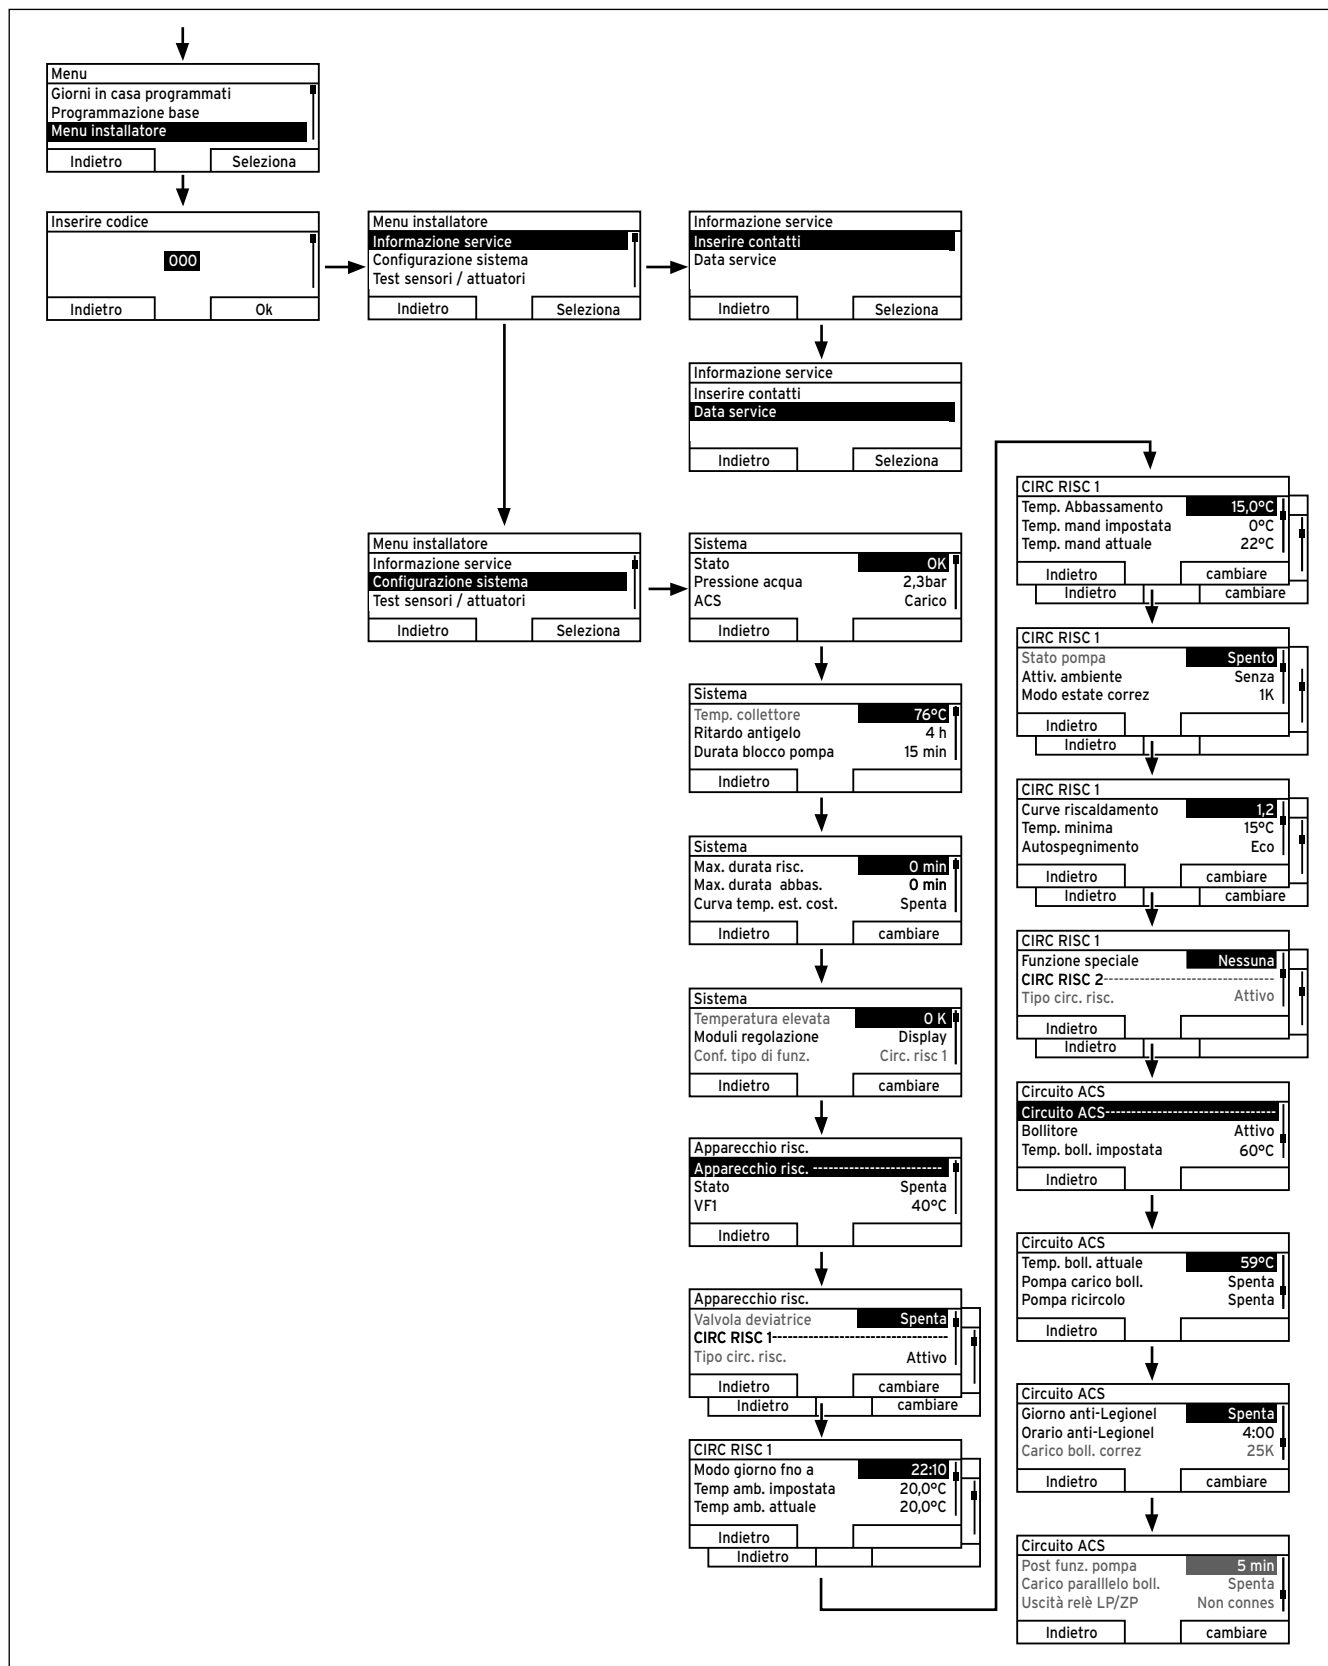 Menu
Giorni in casa programmati
Programmazione base
Menu installatore
Indietro Seleziona
Inserire codice
000
Indietro Ok
Menu installatore
Informazione service
Configurazione sistema
Test sensori / attuatori
Indietro Seleziona
Informazione service
Inserire contatti
Data service
Indietro Seleziona
Informazione service
Inserire contatti
Data service
Indietro Seleziona
Menu installatore
Informazione service
Configurazione sistema
Test sensori / attuatori
Indietro Seleziona
Sistema
Stato OK
Pressione acqua 2,3bar
ACS Carico
Indietro
Sistema
Temp. collettore 76°C
Ritardo antigelo 4 h
Durata blocco pompa 15 min
Indietro
Sistema
Max. durata risc. 0 min
Max. durata abbas. 0 min
Curva temp. est. cost. Spenta
Indietro cambiare
Sistema
Temperatura elevata 0 K
Moduli regolazione Display
Conf. tipo di funz. Circ. risc 1
Indietro cambiare
Apparecchio risc.
Apparecchio risc. -------------------------
Stato Spenta
VF1 40°C
Indietro
Apparecchio risc.
Valvola deviatrice Spenta
CIRC RISC 1----------------------------------
Tipo circ. risc. Attivo
Indietro cambiare
Indietro cambiare
CIRC RISC 1
Modo giorno fno a 22:10
Temp amb. impostata 20,0°C
Temp amb. attuale 20,0°C
Indietro
Indietro
CIRC RISC 1
Temp. Abbassamento 15,0°C
Temp. mand impostata 0°C
Temp. mand attuale 22°C
Indietro cambiare
Indietro cambiare
CIRC RISC 1
Stato pompa Spento
Attiv. ambiente Senza
Modo estate correz 1K
Indietro
Indietro
CIRC RISC 1
Curve riscaldamento 1,2
Temp. minima 15°C
Autospegnimento Eco
Indietro cambiare
Indietro cambiare
CIRC RISC 1
Funzione speciale Nessuna
CIRC RISC 2---------------------------------
Tipo circ. risc. Attivo
Indietro
Indietro
Circuito ACS
Circuito ACS---------------------------------
Bollitore Attivo
Temp. boll. impostata 60°C
Indietro
Circuito ACS
Temp. boll. attuale 59°C
Pompa carico boll. Spenta
Pompa ricircolo Spenta
Indietro
Circuito ACS
Giorno anti-Legionel Spenta
Orario anti-Legionel 4:00
Carico boll. correz 25K
Indietro cambiare
Circuito ACS
Post funz. pompa 5 min
Carico paralllelo boll. Spenta
Uscità relè LP/ZP Non connes
Indietro cambiare